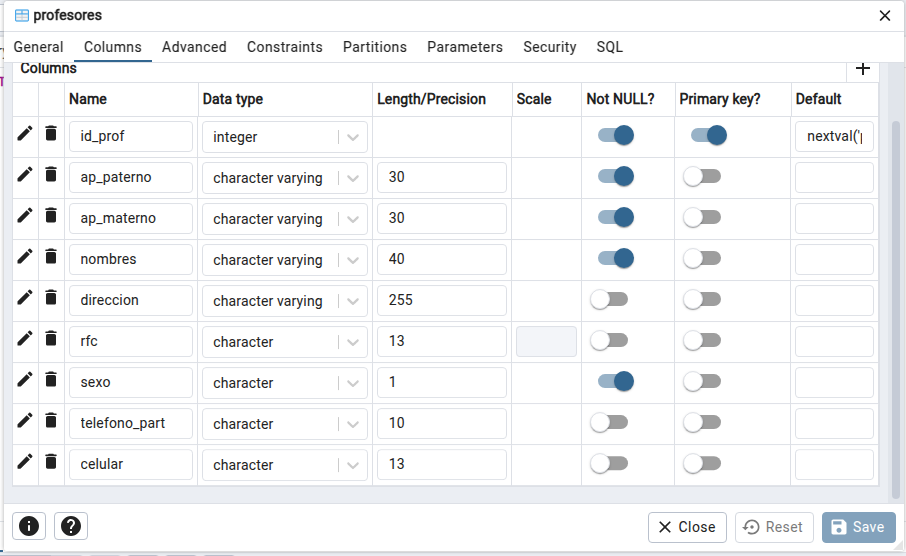 profesores
General Columns Advanced Constraints Partitions Parameters Security SQL
Columns
Name Data type Length/Precision Scale Not NULL? Primary key? Default
id_prof integer nextval('
ap_paterno character varying 30
ap_materno character varying 30
nombres character varying 40
direccion character varying 255
rfc character 13
sexo character 1
telefono_part character 10
celular character 13
Close Reset Save